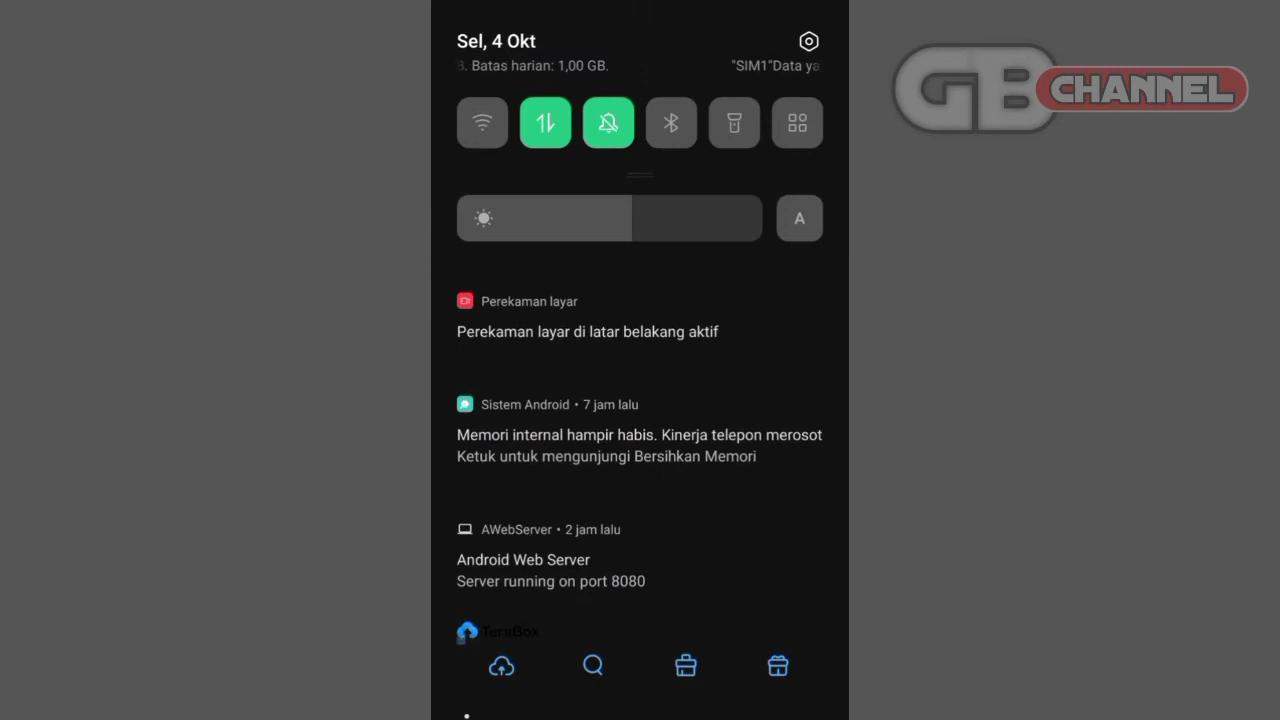 GB CHANNEL
Sel, 4 Okt
. Batas harian: 1,00 GB.
"SIM1"Data ya
A
Perekaman layar
Perekaman layar di latar belakang aktif
Sistem Android • 7 jam lalu
Memori internal hampir habis. Kinerja telepon merosot
Ketuk untuk mengunjungi Bersihkan Memori
AWebServer • 2 jam lalu
Android Web Server
Server running on port 8080
TeraBox